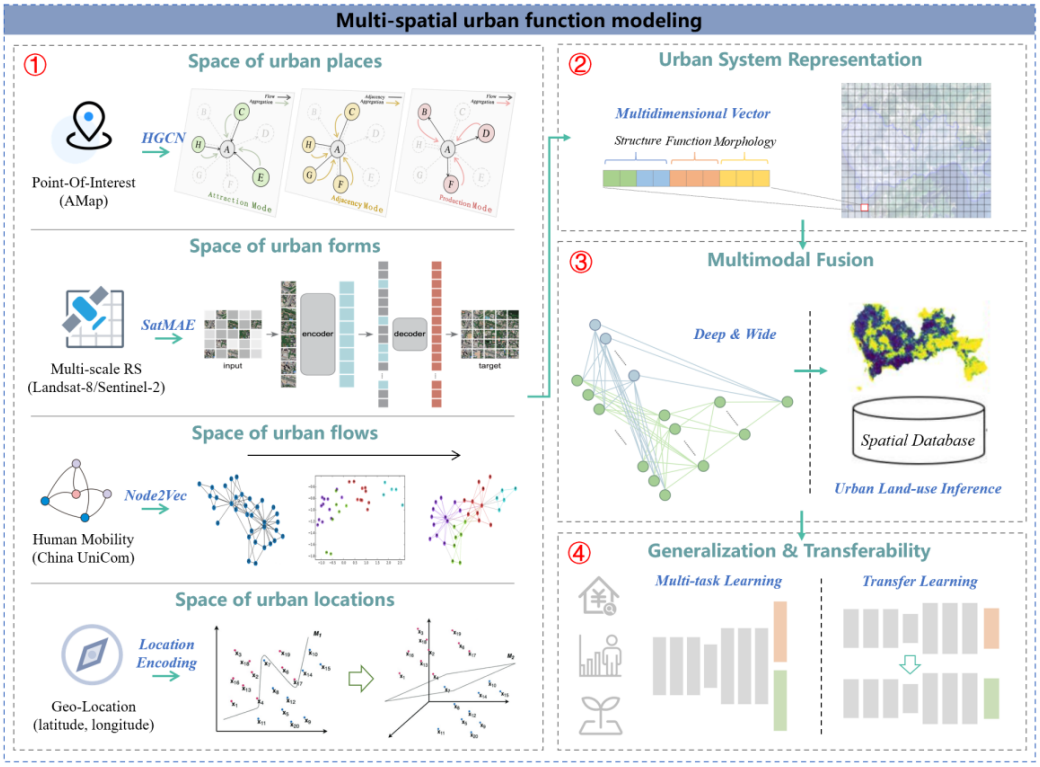 Multi-spatial urban function modeling
①
Space of urban places
HGCN
Point-Of-Interest
(AMap)
Flow
Aggregation
B
C
D
H
A
G
F
E
Attraction Mode
Adjacency
Aggregation
B
C
D
H
A
G
F
E
Adjacency Mode
Flow
Aggregation
B
C
D
H
A
G
F
E
Production Mode
Space of urban forms
SatMAE
Multi-scale RS
(Landsat-8/Sentinel-2)
input
encoder
decoder
target
Space of urban flows
Node2Vec
Human Mobility
(China UniCom)
Space of urban locations
Location
Encoding
Geo-Location
(latitude, longitude)
M₁
M₂
②
Urban System Representation
Multidimensional Vector
Structure Function Morphology
③
Multimodal Fusion
Deep & Wide
Spatial Database
Urban Land-use Inference
④
Generalization & Transferability
Multi-task Learning
Transfer Learning
¥